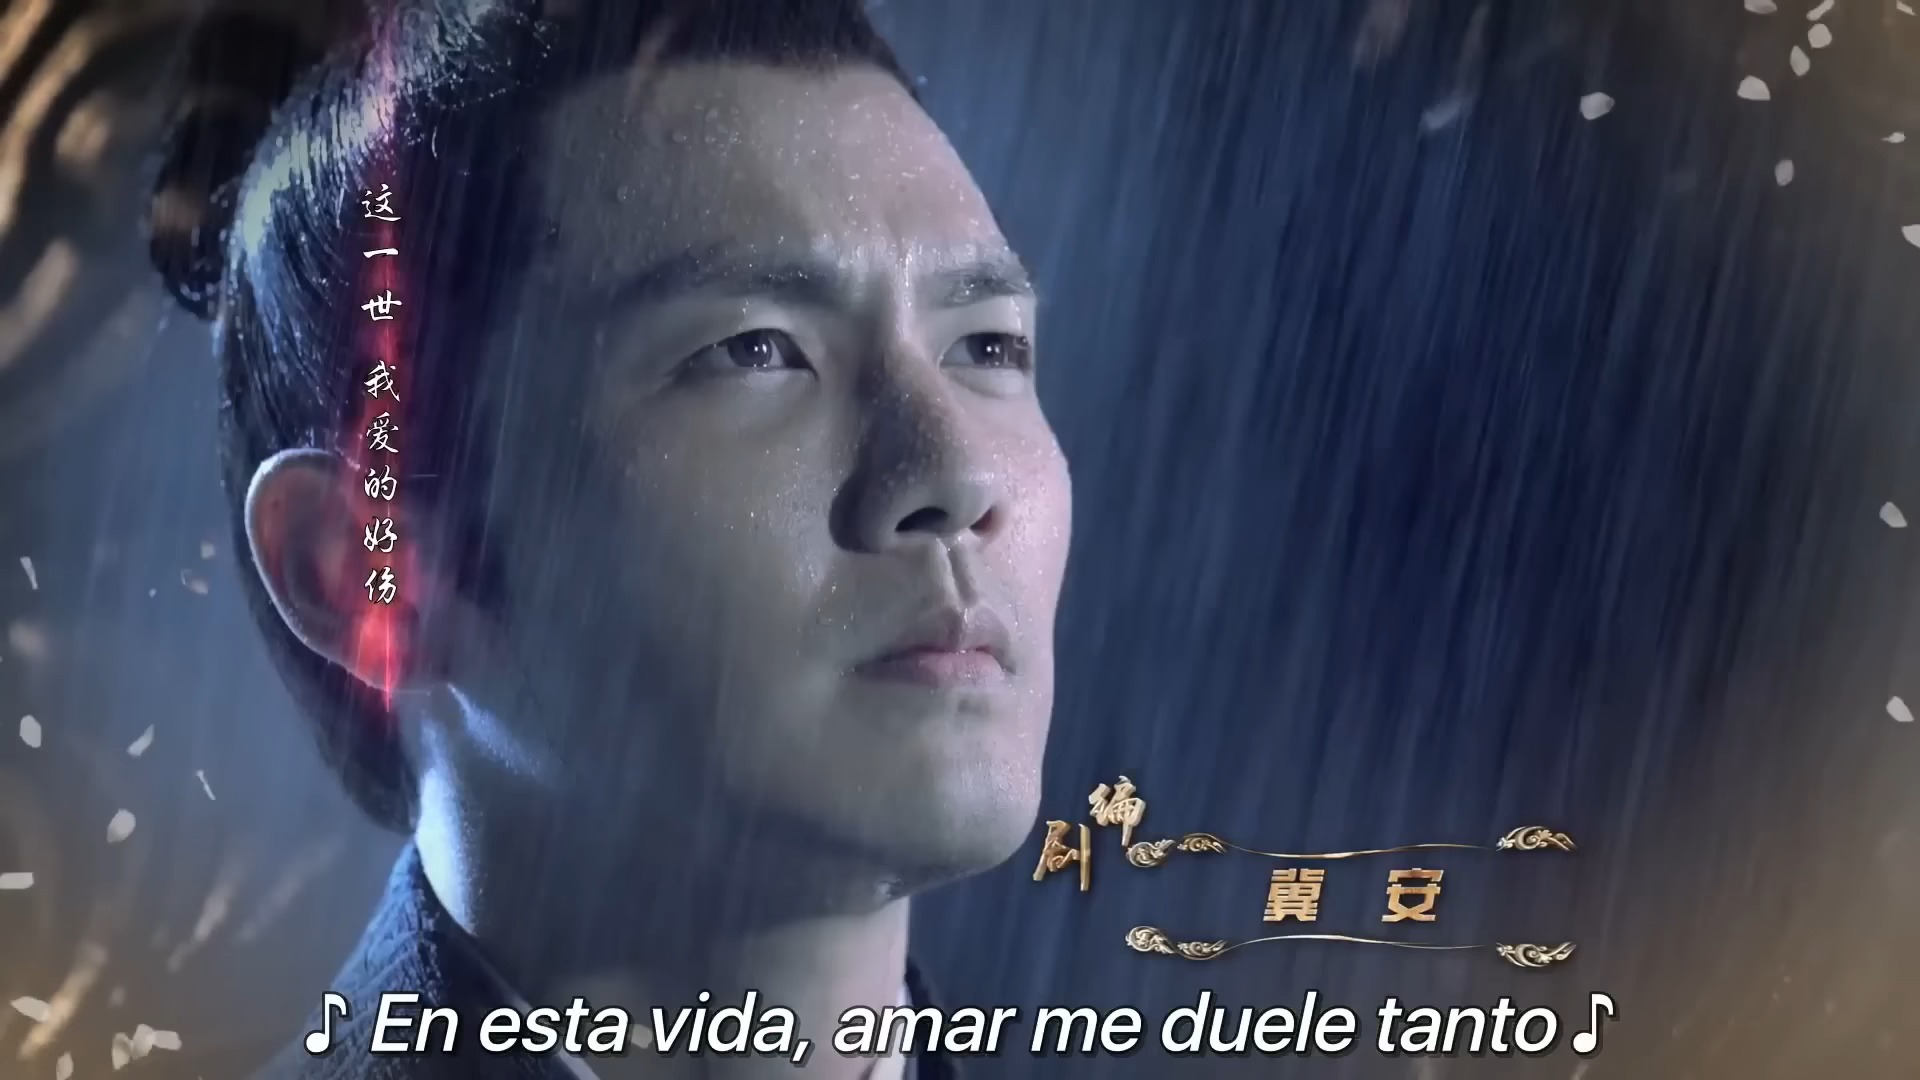 这一世 我爱的好伤
编剧
冀安
♪ En esta vida, amar me duele tanto ♪